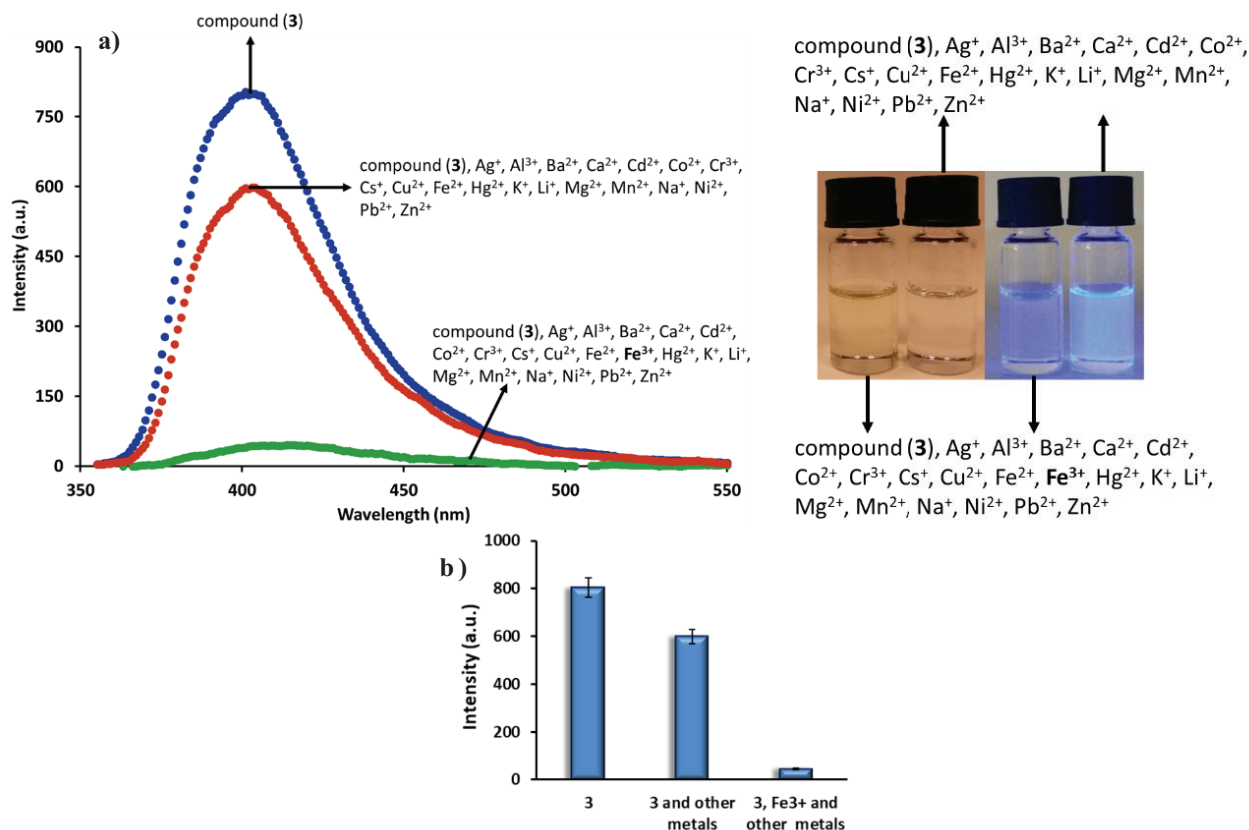 compound (3)
a)
900
750
600
450
300
150
0
Intensity (a.u.)
350
400
450
500
550
Wavelength (nm)
compound (3), Ag⁺, Al³⁺, Ba²⁺, Ca²⁺, Cd²⁺, Co²⁺, Cr³⁺,
Cs⁺, Cu²⁺, Fe²⁺, Hg²⁺, K⁺, Li⁺, Mg²⁺, Mn²⁺, Na⁺, Ni²⁺,
Pb²⁺, Zn²⁺
compound (3), Ag⁺, Al³⁺, Ba²⁺, Ca²⁺, Cd²⁺,
Co²⁺, Cr³⁺, Cs⁺, Cu²⁺, Fe²⁺, Fe³⁺, Hg²⁺, K⁺, Li⁺,
Mg²⁺, Mn²⁺, Na⁺, Ni²⁺, Pb²⁺, Zn²⁺
compound (3), Ag⁺, Al³⁺, Ba²⁺, Ca²⁺, Cd²⁺, Co²⁺,
Cr³⁺, Cs⁺, Cu²⁺, Fe²⁺, Hg²⁺, K⁺, Li⁺, Mg²⁺, Mn²⁺,
Na⁺, Ni²⁺, Pb²⁺, Zn²⁺
compound (3), Ag⁺, Al³⁺, Ba²⁺, Ca²⁺, Cd²⁺,
Co²⁺, Cr³⁺, Cs⁺, Cu²⁺, Fe²⁺, Fe³⁺, Hg²⁺, K⁺, Li⁺,
Mg²⁺, Mn²⁺, Na⁺, Ni²⁺, Pb²⁺, Zn²⁺
b)
1000
800
600
400
200
0
Intensity (a.u.)
3
3 and other
metals
3, Fe3+ and
other metals